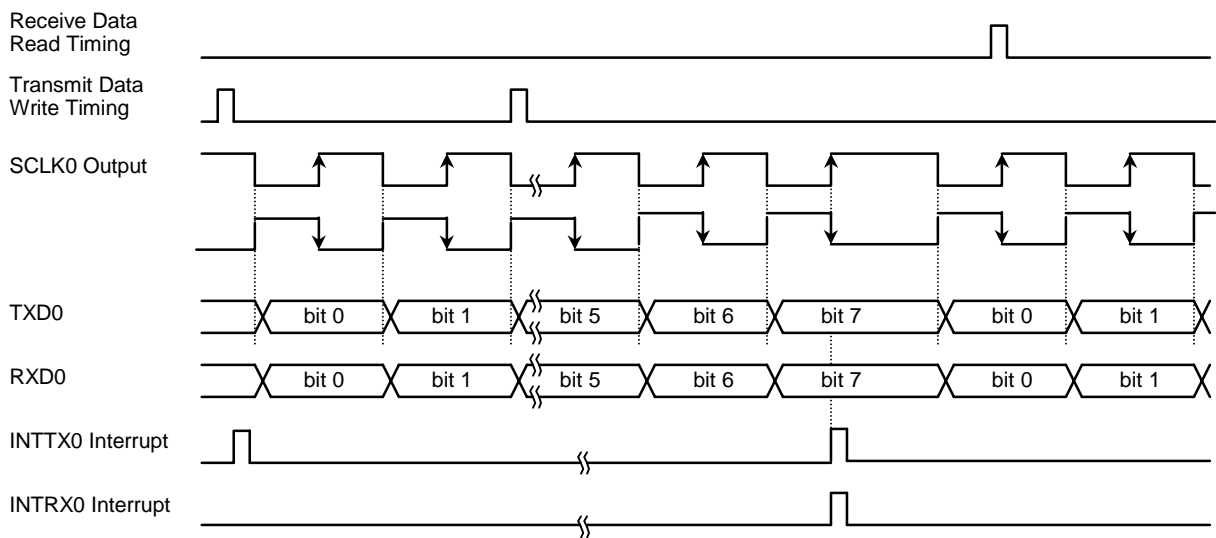 Receive Data
Read Timing
Transmit Data
Write Timing
SCLK0 Output
TXD0
bit 0 bit 1 bit 5 bit 6 bit 7 bit 0 bit 1
RXD0
bit 0 bit 1 bit 5 bit 6 bit 7 bit 0 bit 1
INTTX0 Interrupt
INTRX0 Interrupt